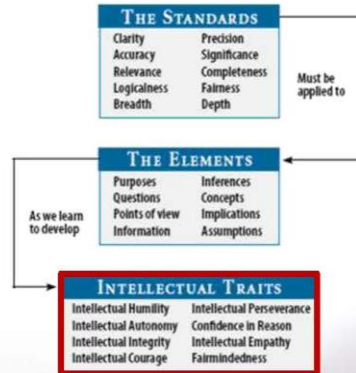 THE STANDARDS
Clarity Precision
Accuracy Significance
Relevance Completeness
Logicalness Fairness
Breadth Depth
Must be
applied to
THE ELEMENTS
Purposes Inferences
Questions Concepts
Points of view Implications
Information Assumptions
As we learn
to develop
INTELLECTUAL TRAITS
Intellectual Humility Intellectual Perseverance
Intellectual Autonomy Confidence in Reason
Intellectual Integrity Intellectual Empathy
Intellectual Courage Fairmindedness